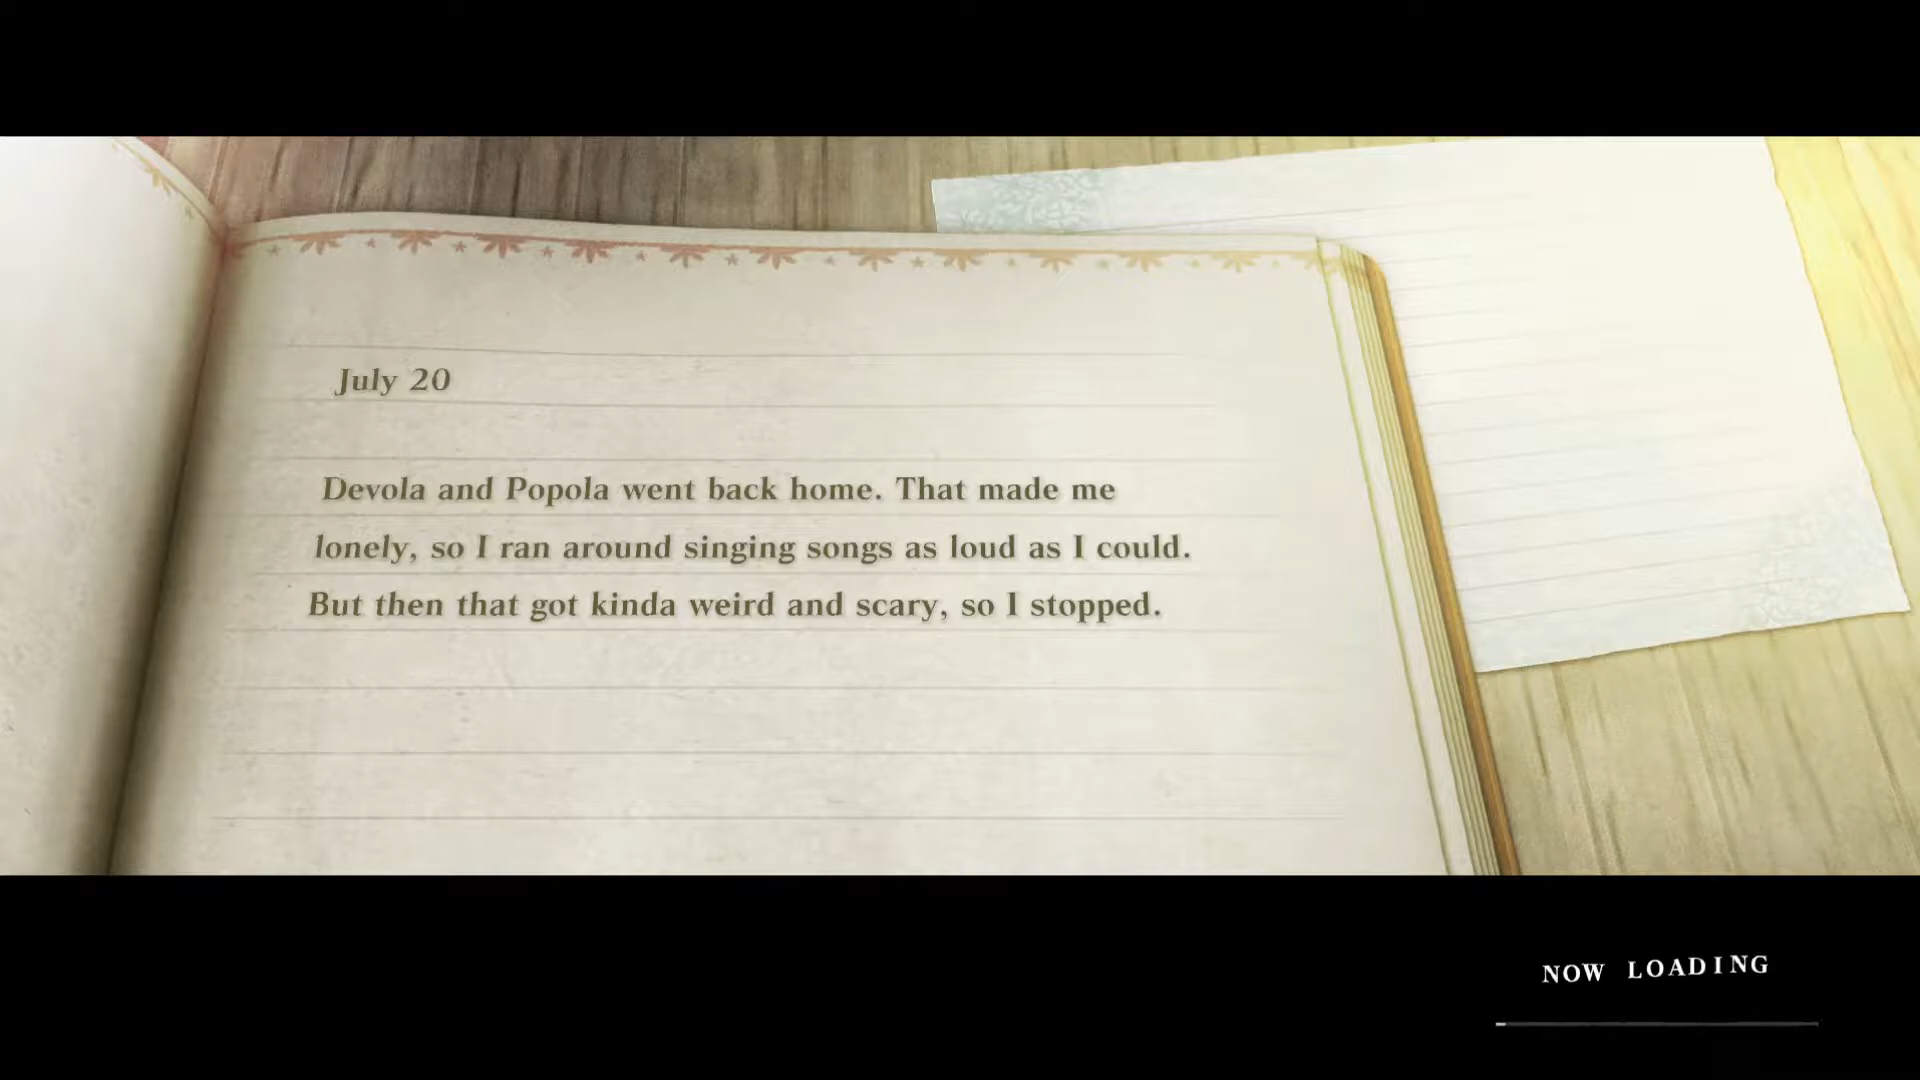 July 20
Devola and Popola went back home. That made me
lonely, so I ran around singing songs as loud as I could.
But then that got kinda weird and scary, so I stopped.
NOW LOADING